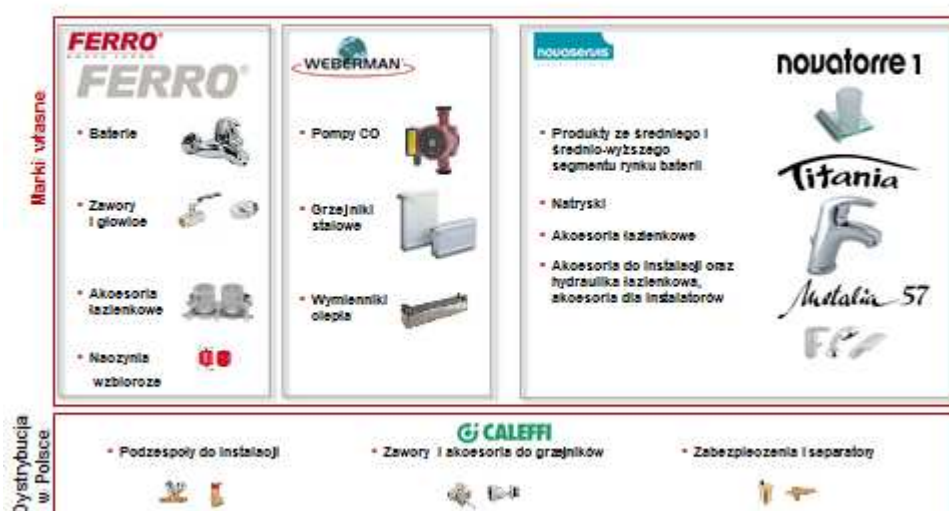 Marki własne
FERRO®
FERRO®
Baterie
Zawory
i głowice
Akcesoria
łazienkowe
Naczynia
wzbiorcze
WEBERMAN
Pompy CO
Grzejniki
stalowe
Wymienniki
ciepła
novaservis
novatorre 1
Titania
Metalia 57
Produkty ze średniego i
średnio-wyższego
segmentu rynku baterii
Natryski
Akcesoria łazienkowe
Akcesoria do instalacji oraz
hydraulika łazienkowa,
akcesoria dla instalatorów
Dystrybucja
w Polsce
CALEFFI
Podzespoły do instalacji
Zawory i akcesoria do grzejników
Zabezpieczenia i separatory